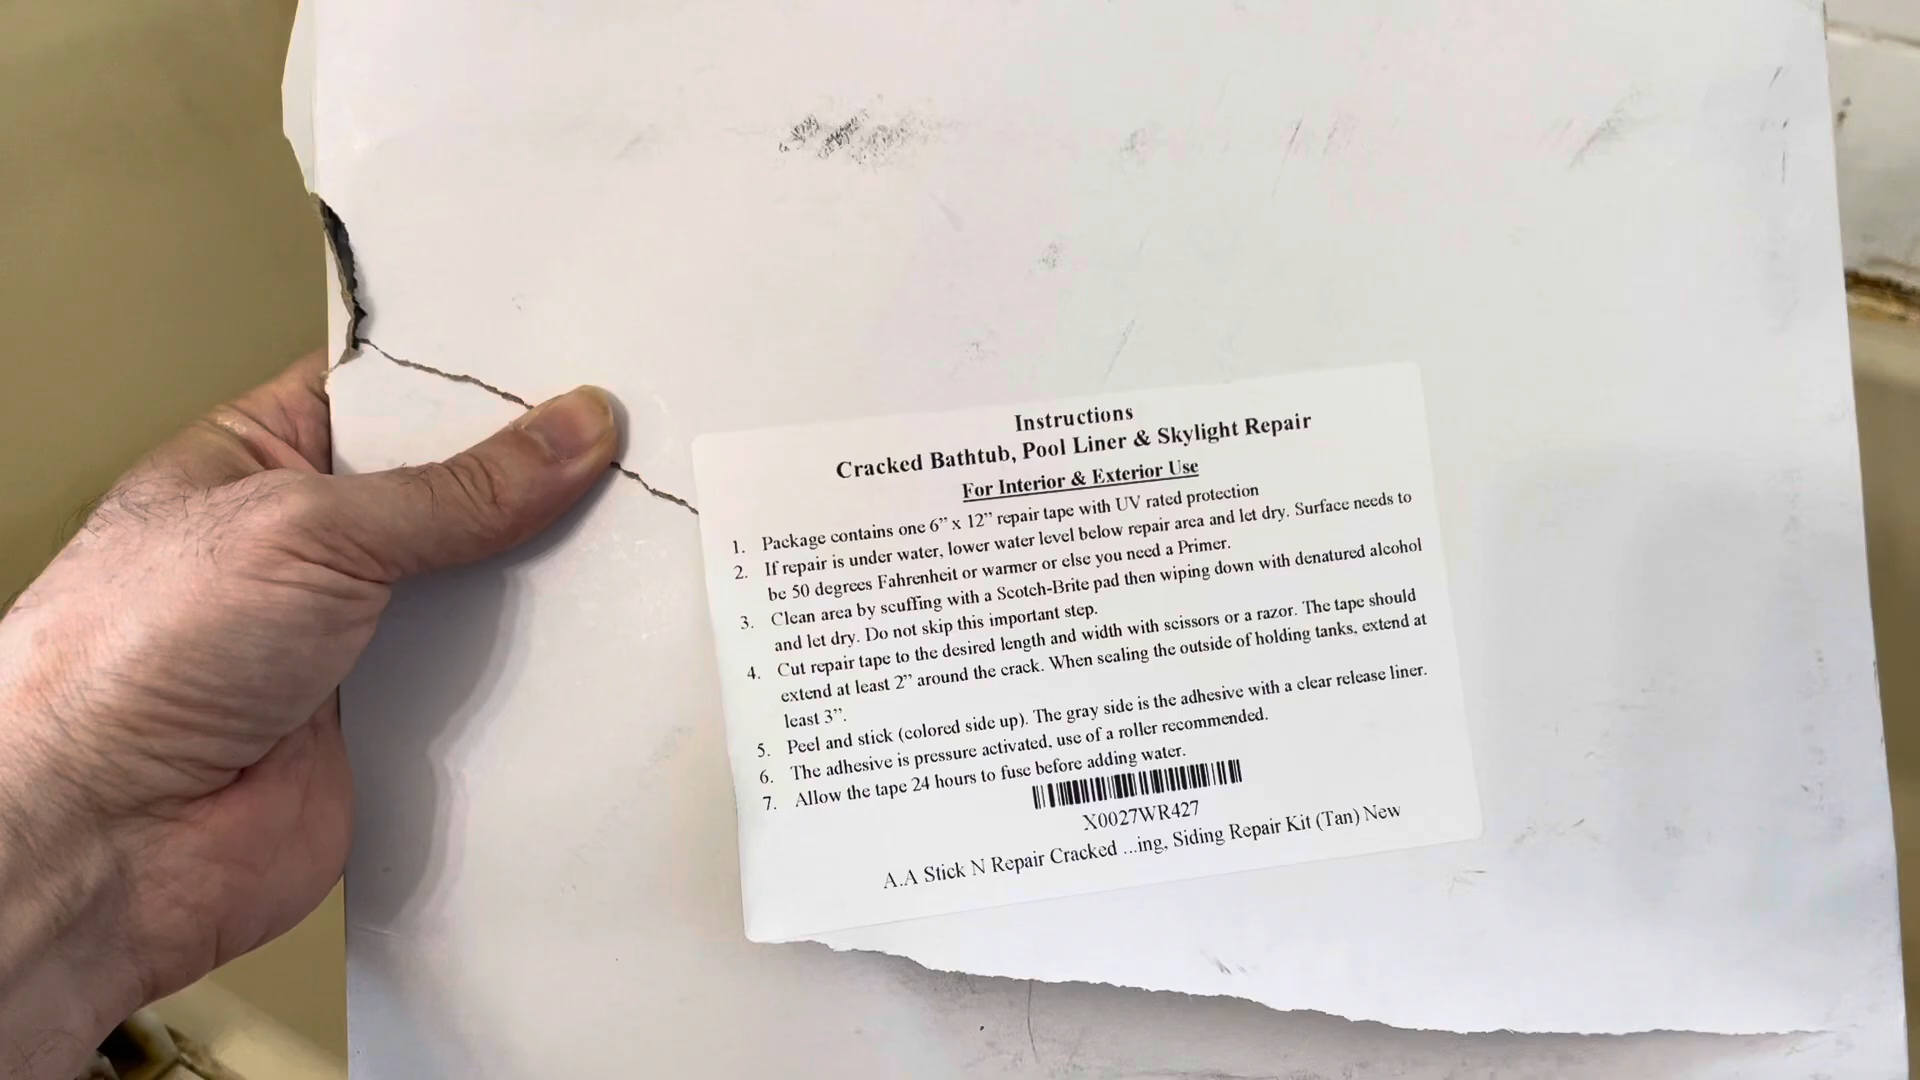 Instructions
Cracked Bathtub, Pool Liner & Skylight Repair
For Interior & Exterior Use
1. Package contains one 6” x 12” repair tape with UV rated protection
2. If repair is under water, lower water level below repair area and let dry. Surface needs to
be 50 degrees Fahrenheit or warmer or else you need a Primer.
3. Clean area by scuffing with a Scotch-Brite pad then wiping down with denatured alcohol
and let dry. Do not skip this important step.
4. Cut repair tape to the desired length and width with scissors or a razor. The tape should
extend at least 2” around the crack. When sealing the outside of holding tanks, extend at
least 3”.
5. Peel and stick (colored side up). The gray side is the adhesive with a clear release liner.
6. The adhesive is pressure activated, use of a roller recommended.
7. Allow the tape 24 hours to fuse before adding water.
X0027WR427
A.A Stick N Repair Cracked ...ing, Siding Repair Kit (Tan) New